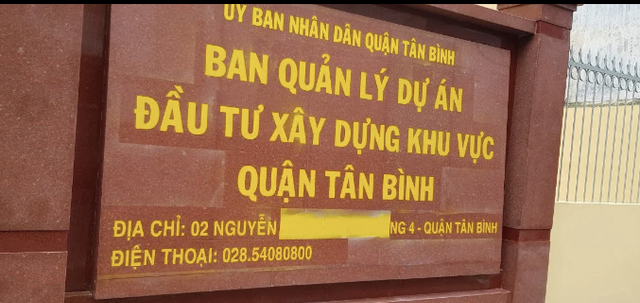 ỦY BAN NHÂN DÂN QUẬN TÂN BÌNH
BAN QUẢN LÝ DỰ ÁN
ĐẦU TƯ XÂY DỰNG KHU VỰC
QUẬN TÂN BÌNH
ĐỊA CHỈ: 02 NGUYỄN NG 4 - QUẬN TÂN BÌNH
ĐIỆN THOẠI: 028.54080800